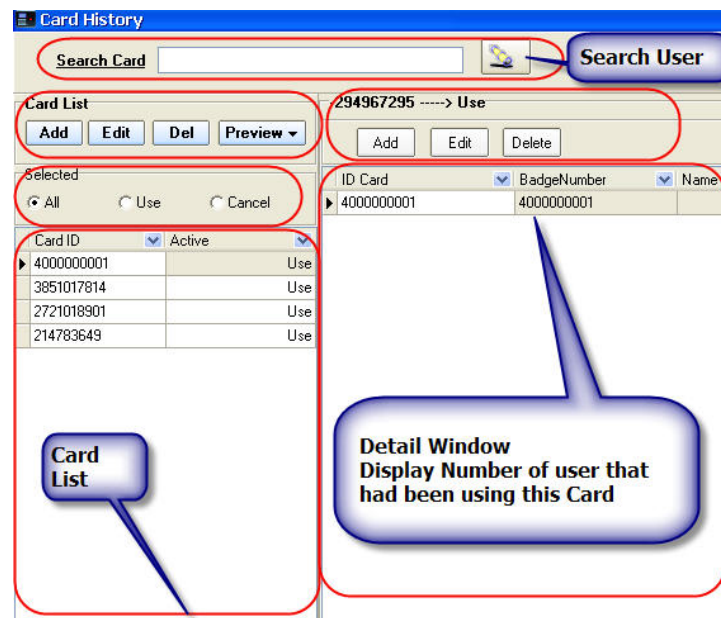 Card History
Search Card
Search User
Card List
Add Edit Del Preview
-294967295 -----> Use
Add Edit Delete
Selected
All Use Cancel
ID Card BadgeNumber Name
4000000001 4000000001
Card ID Active
4000000001 Use
3851017814 Use
2721018901 Use
214783649 Use
Card
List
Detail Window
Display Number of user that
had been using this Card